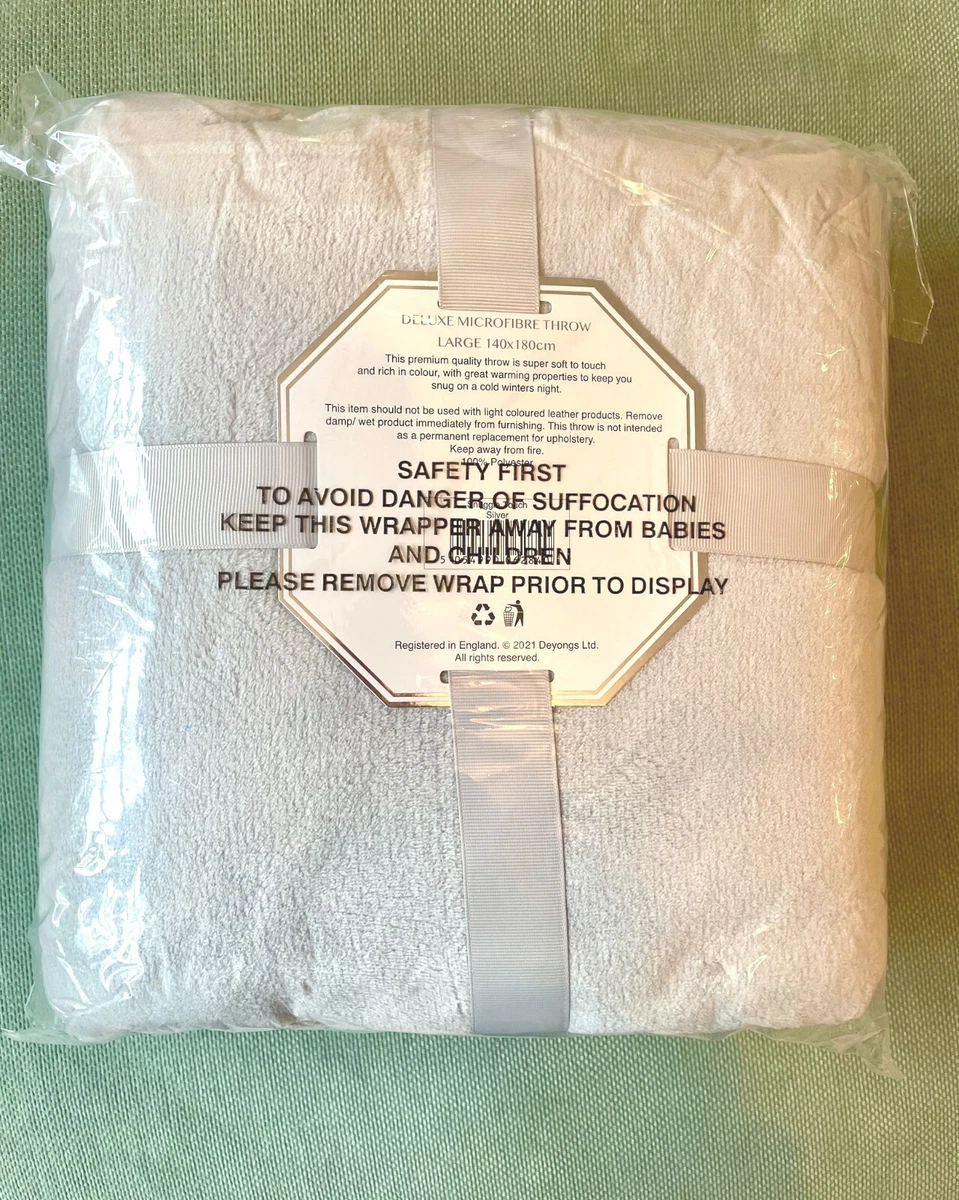 DELUXE MICROFIBRE THROW
LARGE 140x180cm
This premium quality throw is super soft to touch
and rich in colour, with great warming properties to keep you
snug on a cold winters night.
This item should not be used with light coloured leather products. Remove
damp/ wet product immediately from furnishing. This throw is not intended
as a permanent replacement for upholstery.
Keep away from fire.
100% Polyester
SAFETY FIRST
TO AVOID DANGER OF SUFFOCATION
Snuggle Touch
Silver
KEEP THIS WRAPPER AWAY FROM BABIES
AND CHILDREN
PLEASE REMOVE WRAP PRIOR TO DISPLAY
Registered in England. © 2021 Deyongs Ltd.
All rights reserved.